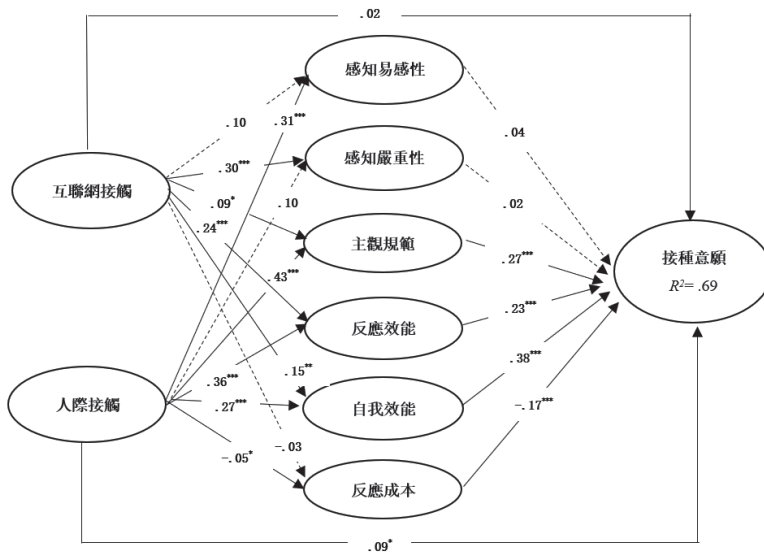 .02
感知易感性
.10
.31***
.04
感知嚴重性
.30***
互聯網接觸
.09*
.10
.02
.24***
主觀規範
.27***
接種意願
R²= .69
.43***
反應效能
.23***
.15**
.38***
.36***
人際接觸
.27***
自我效能
-.17***
-.03
-.05*
反應成本
.09*